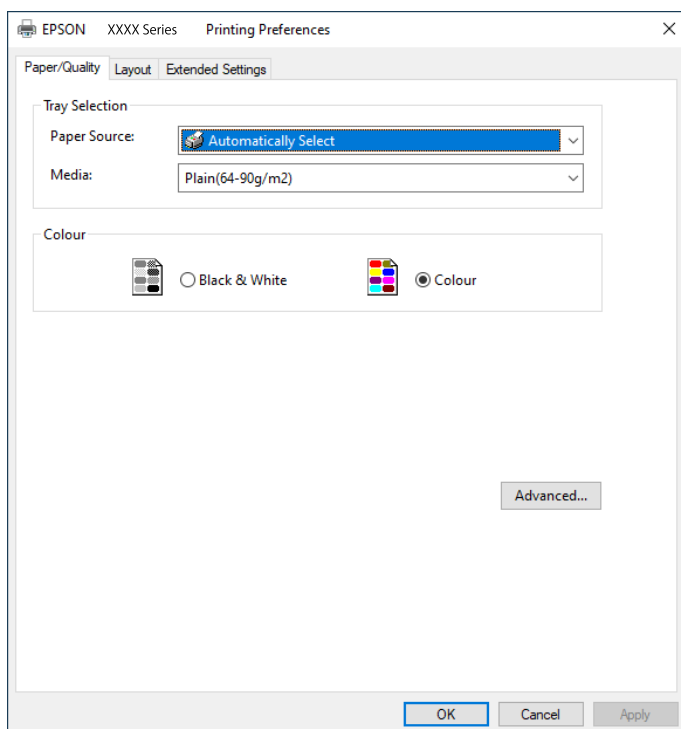 EPSON XXXX Series Printing Preferences
Paper/Quality Layout Extended Settings
Tray Selection
Paper Source: Automatically Select
Media: Plain(64-90g/m2)
Colour
Black & White Colour
Advanced...
OK Cancel Apply